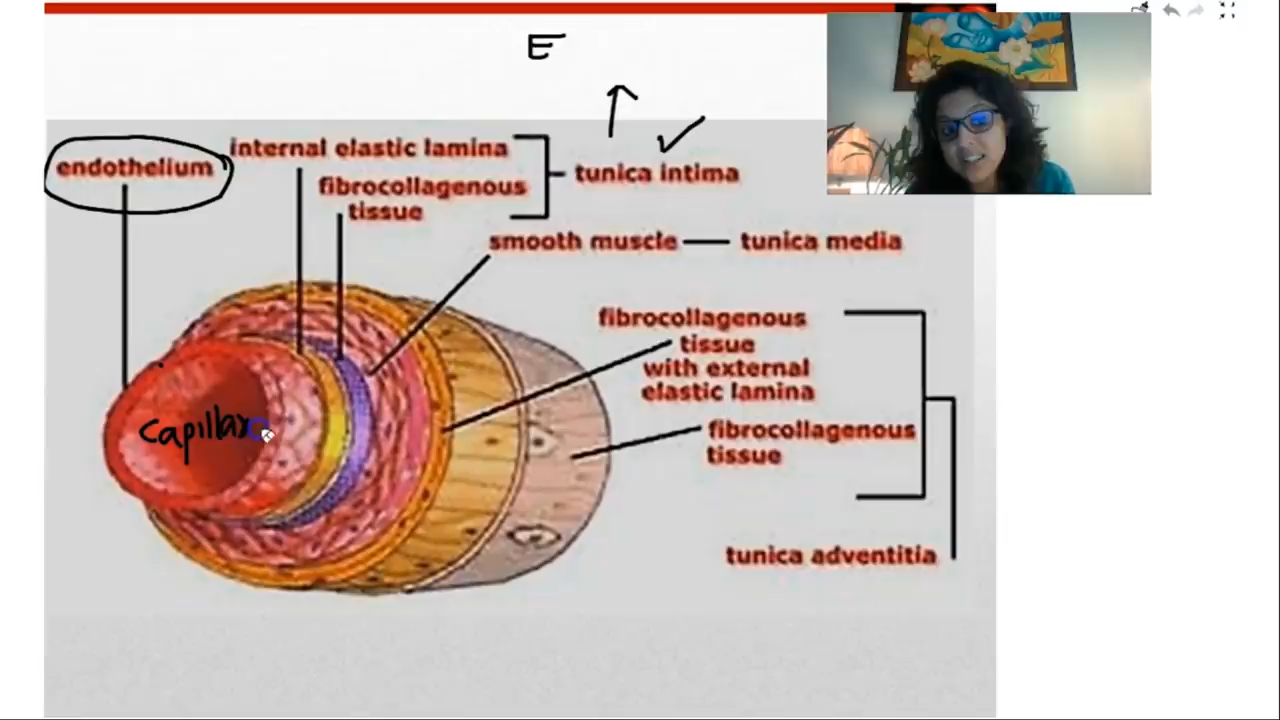 E
endothelium
internal elastic lamina
fibrocollagenous
tissue
tunica intima
smooth muscle
tunica media
fibrocollagenous
tissue
with external
elastic lamina
fibrocollagenous
tissue
tunica adventitia